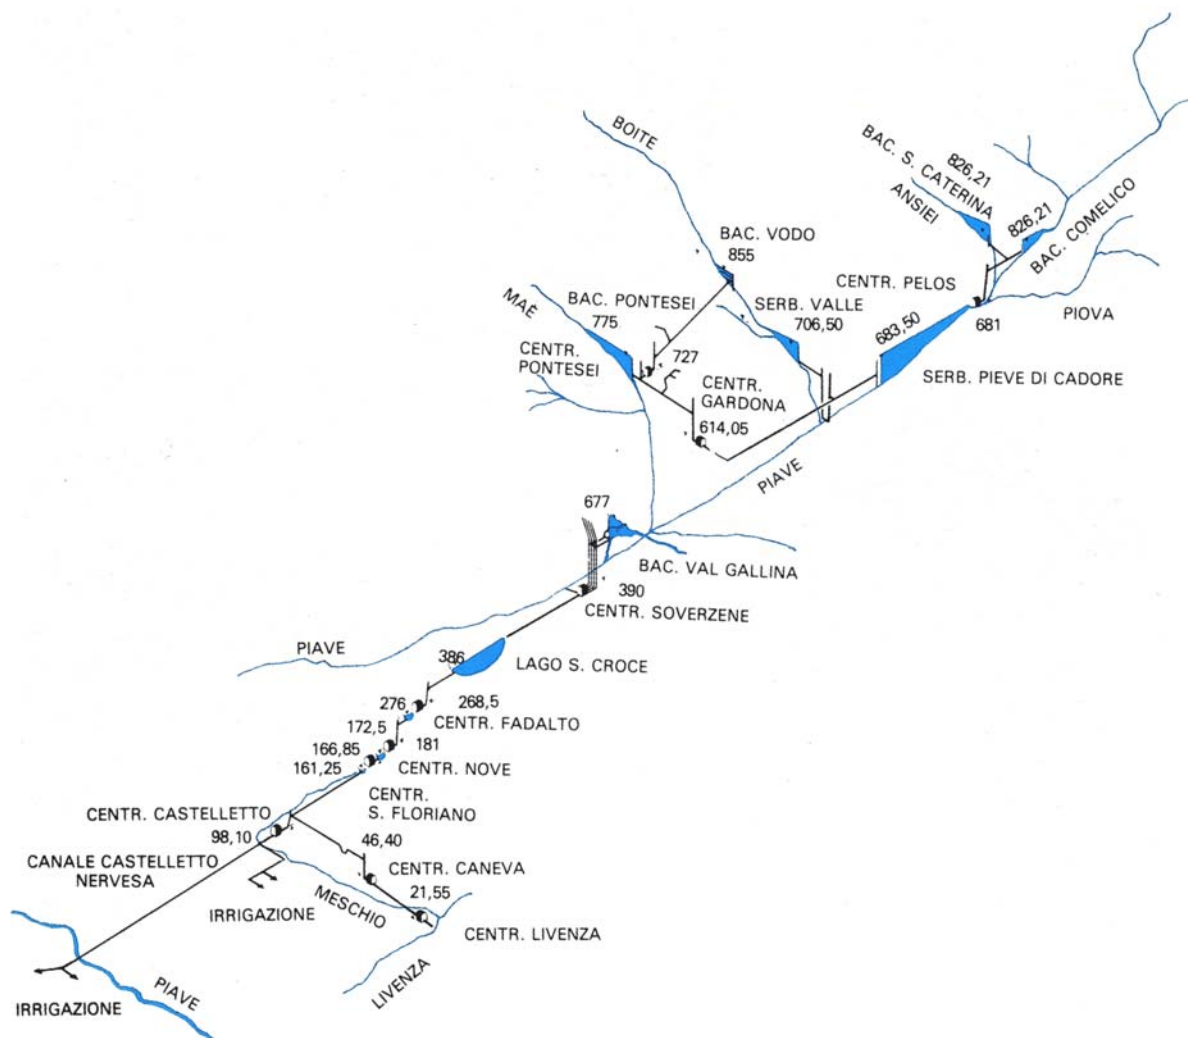 BOITE
BAC. S. CATERINA
826,21
ANSIEI
826,21
BAC. COMELICO
BAC. VODO
855
CENTR. PELOS
PIOVA
MAÈ
BAC. PONTESEI
775
SERB. VALLE
706,50
683,50
681
CENTR.
PONTESEI
727
CENTR.
GARDONA
614,05
SERB. PIEVE DI CADORE
PIAVE
677
BAC. VAL GALLINA
390
CENTR. SOVERZENE
PIAVE
386
LAGO S. CROCE
276
268,5
CENTR. FADALTO
172,5
181
166,85
CENTR. NOVE
161,25
CENTR.
S. FLORIANO
CENTR. CASTELLETTO
98,10
46,40
CANALE CASTELLETTO
NERVESA
CENTR. CANEVA
21,55
MESCHIO
IRRIGAZIONE
CENTR. LIVENZA
LIVENZA
PIAVE
IRRIGAZIONE